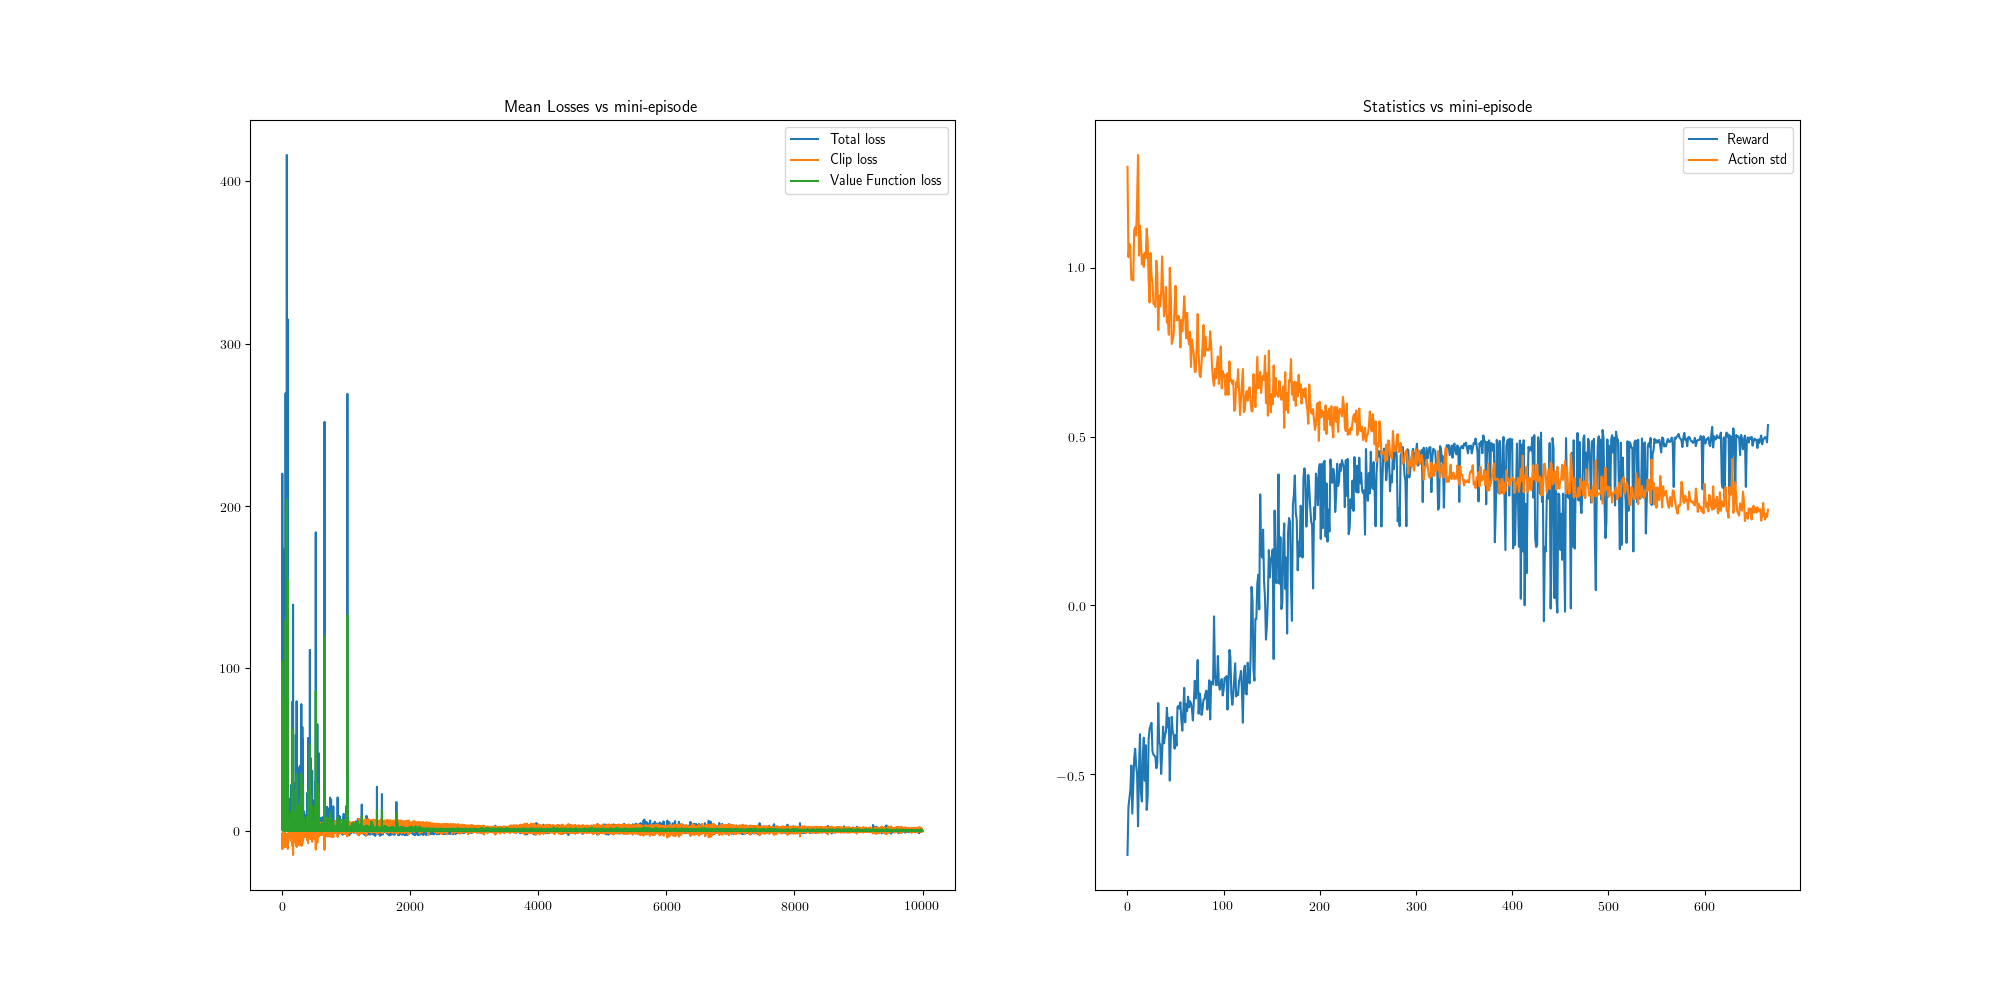 Mean Losses vs mini-episode
Total loss
Clip loss
Value Function loss
400
300
200
100
0
0 2000 4000 6000 8000 10000
Statistics vs mini-episode
Reward
Action std
1.0
0.5
0.0
−0.5
0 100 200 300 400 500 600